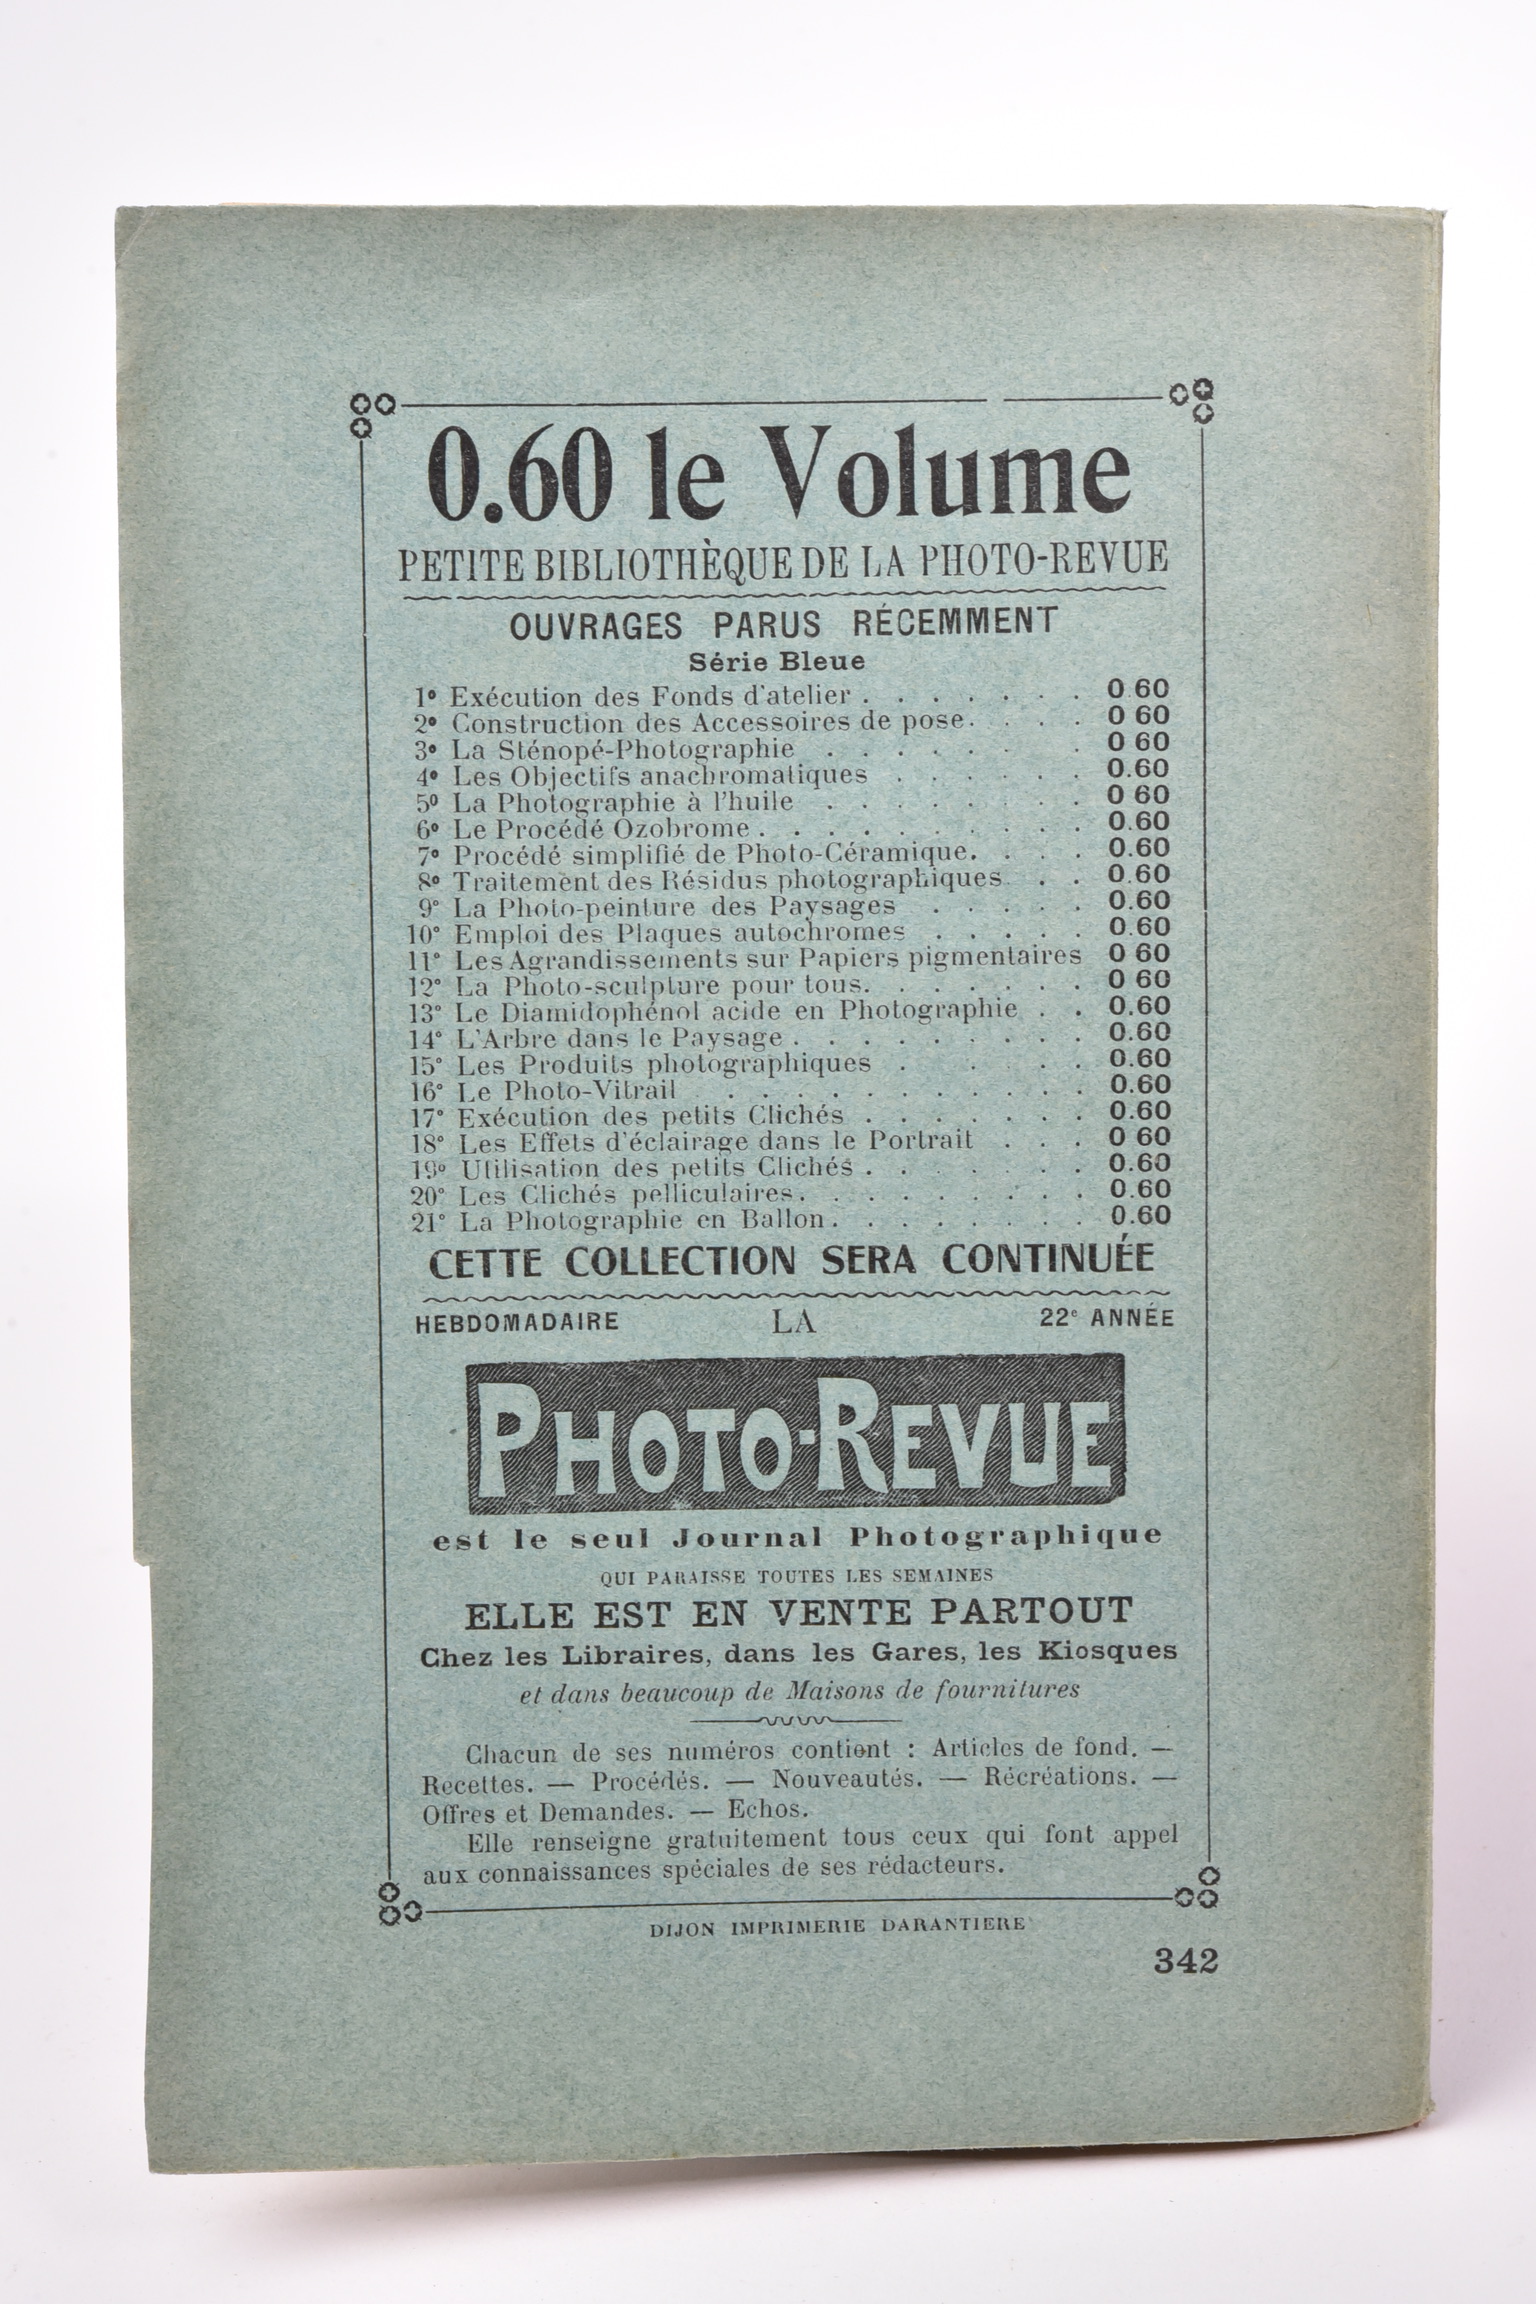 0.60 le Volume
PETITE BIBLIOTHÈQUE DE LA PHOTO-REVUE
OUVRAGES PARUS RÉCEMMENT
Série Bleue
1° Exécution des Fonds d'atelier . . . . . . . 0 60
2° Construction des Accessoires de pose. . . . 0 60
3° La Sténopé-Photographie . . . . . . . 0 60
4° Les Objectifs anachromatiques . . . . . . 0.60
5° La Photographie à l'huile . . . . . . . . 0 60
6° Le Procédé Ozobrome . . . . . . . . . . 0.60
7° Procédé simplifié de Photo-Céramique. . . . 0.60
8° Traitement des Résidus photographiques. . . 0.60
9° La Photo-peinture des Paysages . . . . . 0.60
10° Emploi des Plaques autochromes . . . . . 0.60
11° Les Agrandissements sur Papiers pigmentaires 0 60
12° La Photo-sculpture pour tous. . . . . . . 0 60
13° Le Diamidophénol acide en Photographie . . 0.60
14° L'Arbre dans le Paysage . . . . . . . . . 0.60
15° Les Produits photographiques . . . . . 0.60
16° Le Photo-Vitrail . . . . . . . . . . . 0.60
17° Exécution des petits Clichés . . . . . . . 0.60
18° Les Effets d'éclairage dans le Portrait . . . 0 60
19° Utilisation des petits Clichés . . . . . . . 0.60
20° Les Clichés pelliculaires. . . . . . . . . 0.60
21° La Photographie en Ballon. . . . . . . . 0.60
CETTE COLLECTION SERA CONTINUÉE
HEBDOMADAIRE LA 22e ANNÉE
PHOTO-REVUE
est le seul Journal Photographique
QUI PARAISSE TOUTES LES SEMAINES
ELLE EST EN VENTE PARTOUT
Chez les Libraires, dans les Gares, les Kiosques
et dans beaucoup de Maisons de fournitures
Chacun de ses numéros contient : Articles de fond. —
Recettes. — Procédés. — Nouveautés. — Récréations. —
Offres et Demandes. — Echos.
Elle renseigne gratuitement tous ceux qui font appel
aux connaissances spéciales de ses rédacteurs.
DIJON IMPRIMERIE DARANTIERE
342